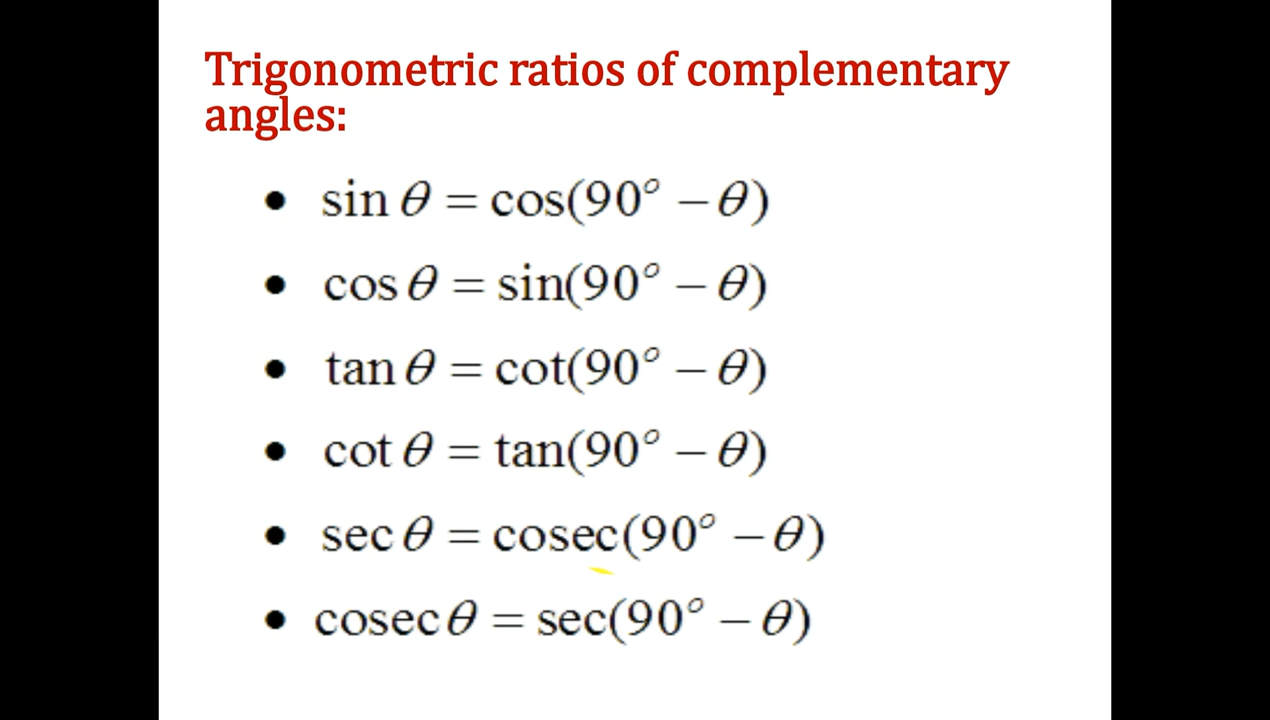 Trigonometric ratios of complementary
angles:
• sin θ = cos(90° − θ)
• cos θ = sin(90° − θ)
• tan θ = cot(90° − θ)
• cot θ = tan(90° − θ)
• sec θ = cosec(90° − θ)
• cosec θ = sec(90° − θ)